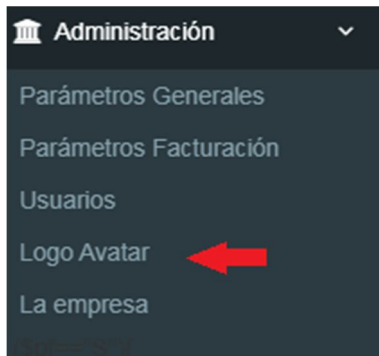 Administración
Parámetros Generales
Parámetros Facturación
Usuarios
Logo Avatar
La empresa